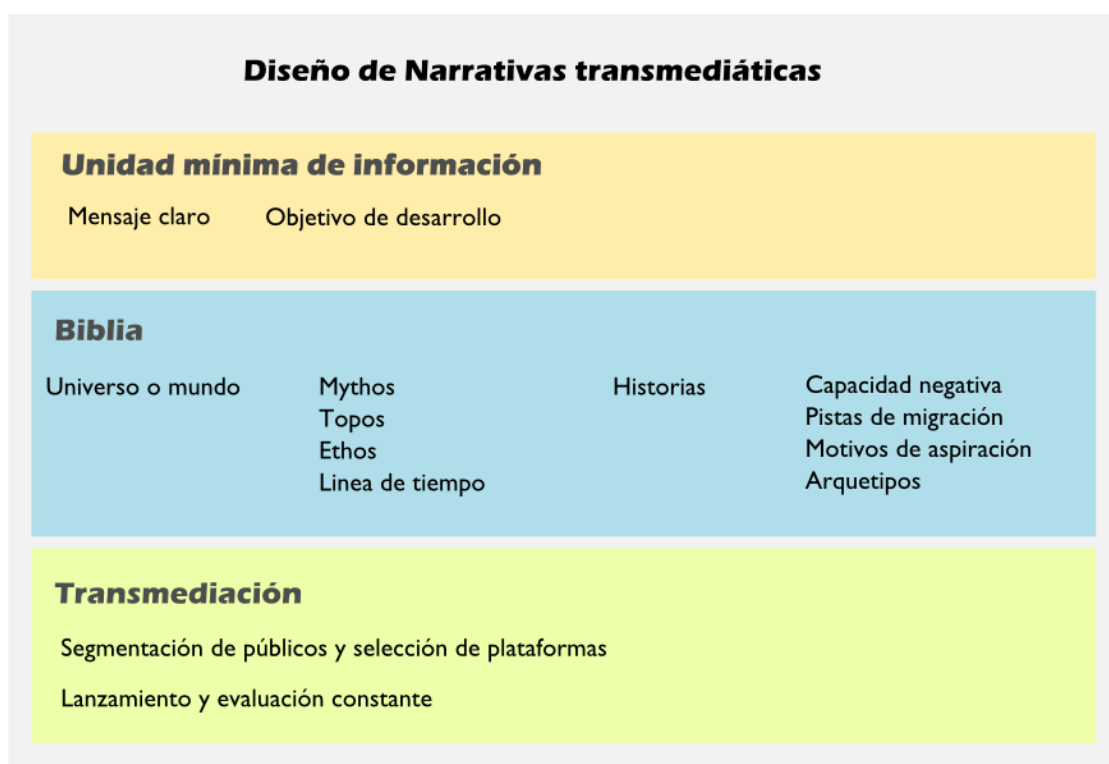 Diseño de Narrativas transmediáticas
Unidad mínima de información
Mensaje claro Objetivo de desarrollo
Biblia
Universo o mundo
Mythos
Topos
Ethos
Linea de tiempo
Historias
Capacidad negativa
Pistas de migración
Motivos de aspiración
Arquetipos
Transmediación
Segmentación de públicos y selección de plataformas
Lanzamiento y evaluación constante